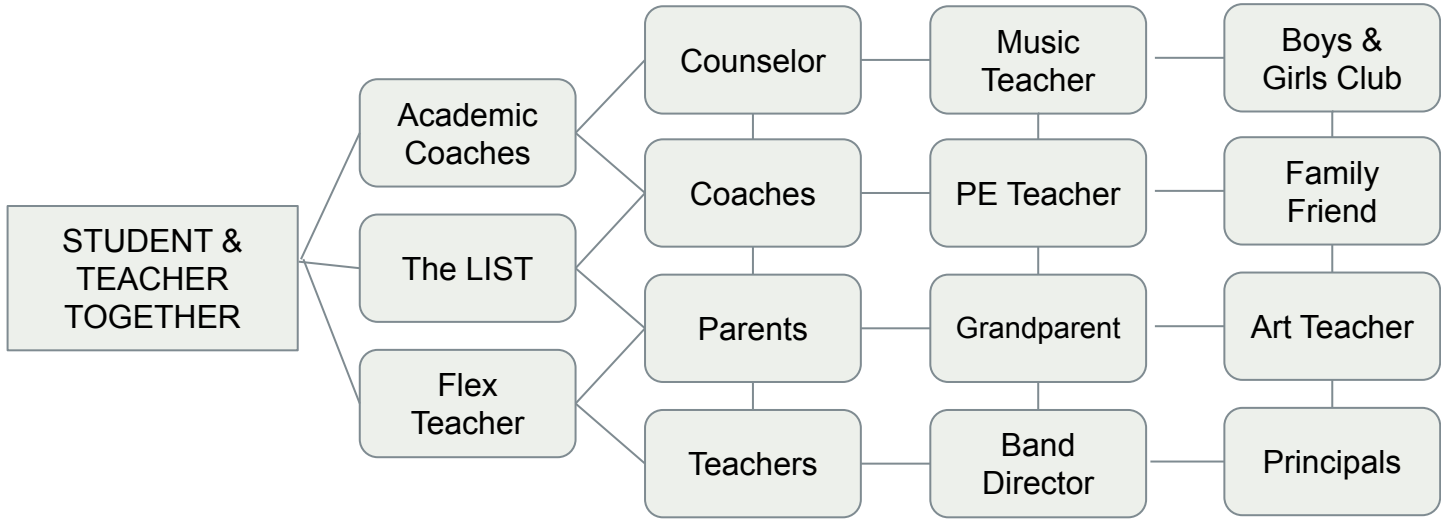 STUDENT &
TEACHER
TOGETHER
Academic
Coaches
The LIST
Flex
Teacher
Counselor
Coaches
Parents
Teachers
Music
Teacher
PE Teacher
Grandparent
Band
Director
Boys &
Girls Club
Family
Friend
Art Teacher
Principals